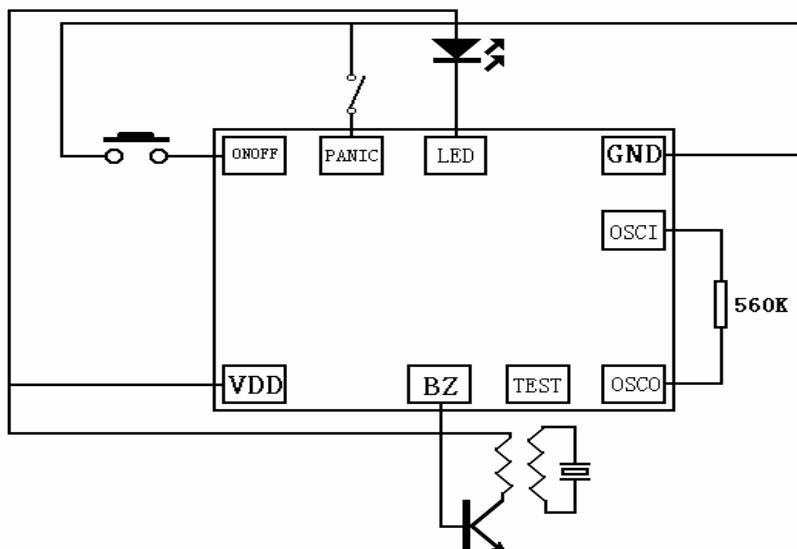 ONOFF
PANIC
LED
GND
OSCI
560K
VDD
BZ
TEST
OSCO